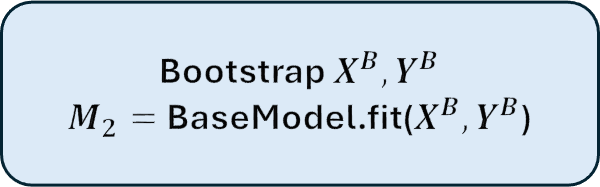 Bootstrap X^B, Y^B
M_2 = BaseModel.fit(X^B, Y^B)